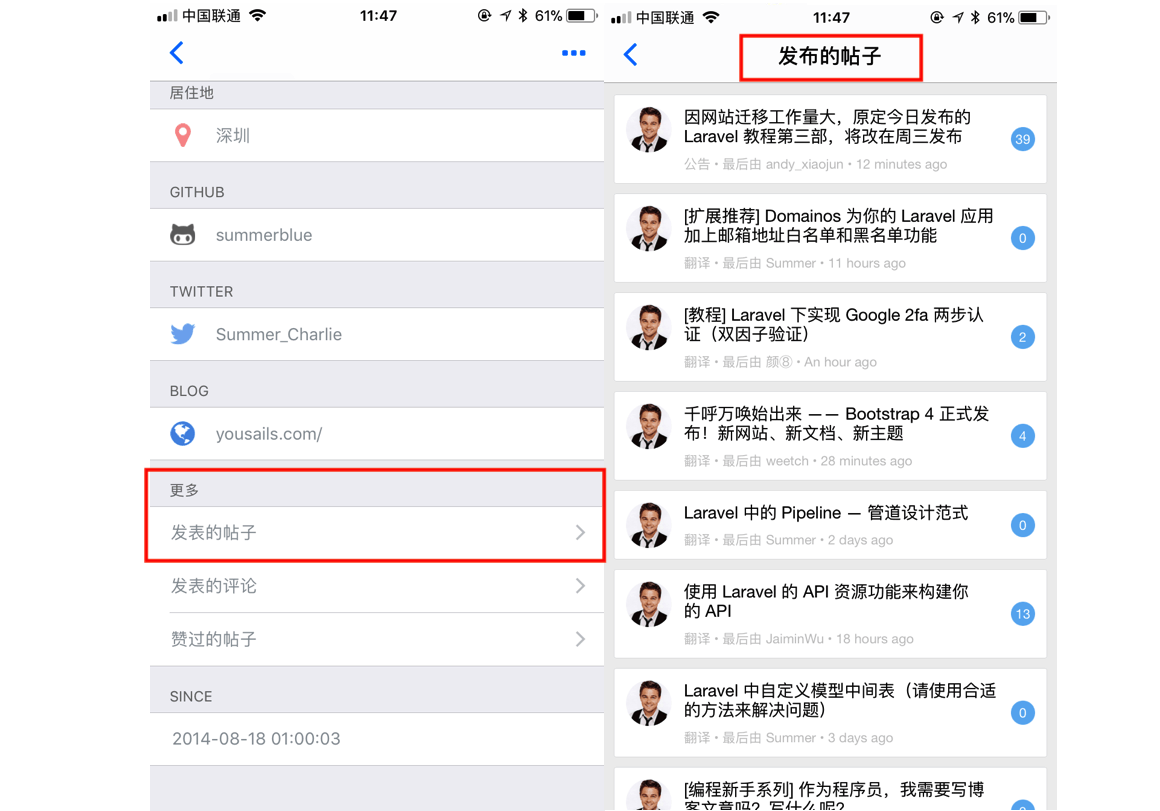 中国联通 11:47 61%
居住地
深圳
GITHUB
summerblue
TWITTER
Summer_Charlie
BLOG
yousails.com/
更多
发表的帖子
发表的评论
赞过的帖子
SINCE
2014-08-18 01:00:03
中国联通 11:47 61%
发布的帖子
因网站迁移工作量大，原定今日发布的
Laravel 教程第三部，将改在周三发布
39
公告 • 最后由 andy_xiaojun • 12 minutes ago
[扩展推荐] Domainos 为你的 Laravel 应用
加上邮箱地址白名单和黑名单功能
0
翻译 • 最后由 Summer • 11 hours ago
[教程] Laravel 下实现 Google 2fa 两步认
证（双因子验证）
2
翻译 • 最后由 颜⑧ • An hour ago
千呼万唤始出来 —— Bootstrap 4 正式发
布！新网站、新文档、新主题
4
翻译 • 最后由 weetch • 28 minutes ago
Laravel 中的 Pipeline — 管道设计范式
0
翻译 • 最后由 Summer • 2 days ago
使用 Laravel 的 API 资源功能来构建你
的 API
13
翻译 • 最后由 JaiminWu • 18 hours ago
Laravel 中自定义模型中间表（请使用合适
的方法来解决问题）
0
翻译 • 最后由 Summer • 3 days ago
[编程新手系列] 作为程序员，我需要写博
客文章吗？写什么呢？